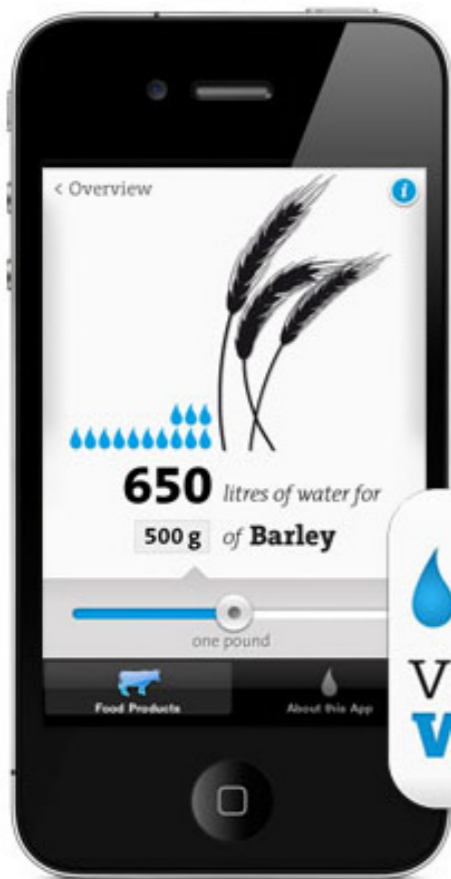 < Overview
i
650 litres of water for
500 g of Barley
one pound
Food Products
About this App
V